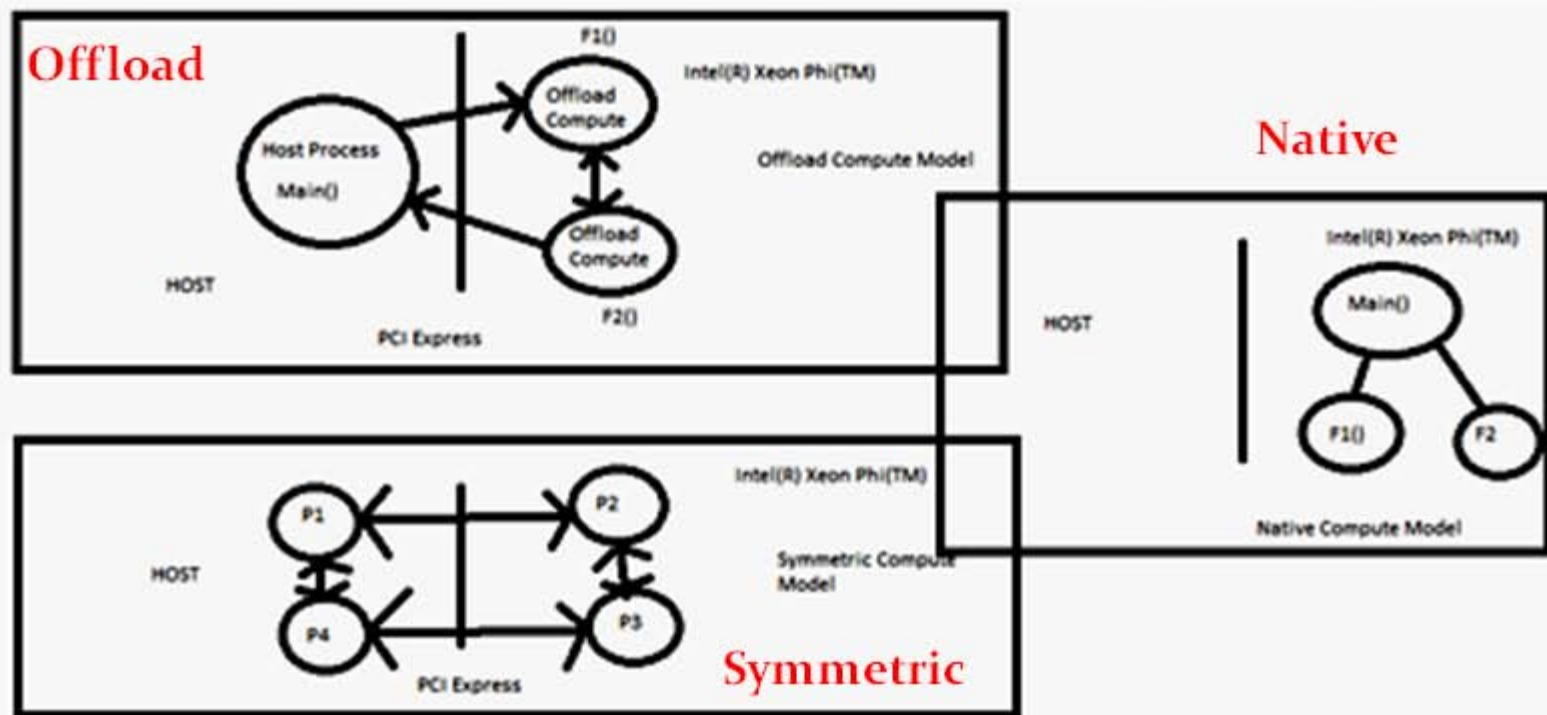 Offload
F1()
Intel(R) Xeon Phi(TM)
Offload
Compute
Host Process
Main()
Offload Compute Model
Offload
Compute
HOST
F2()
PCI Express
Native
Intel(R) Xeon Phi(TM)
Main()
HOST
F1()
F2
Native Compute Model
Intel(R) Xeon Phi(TM)
P1
P2
HOST
Symmetric Compute
Model
P4
P3
PCI Express
Symmetric